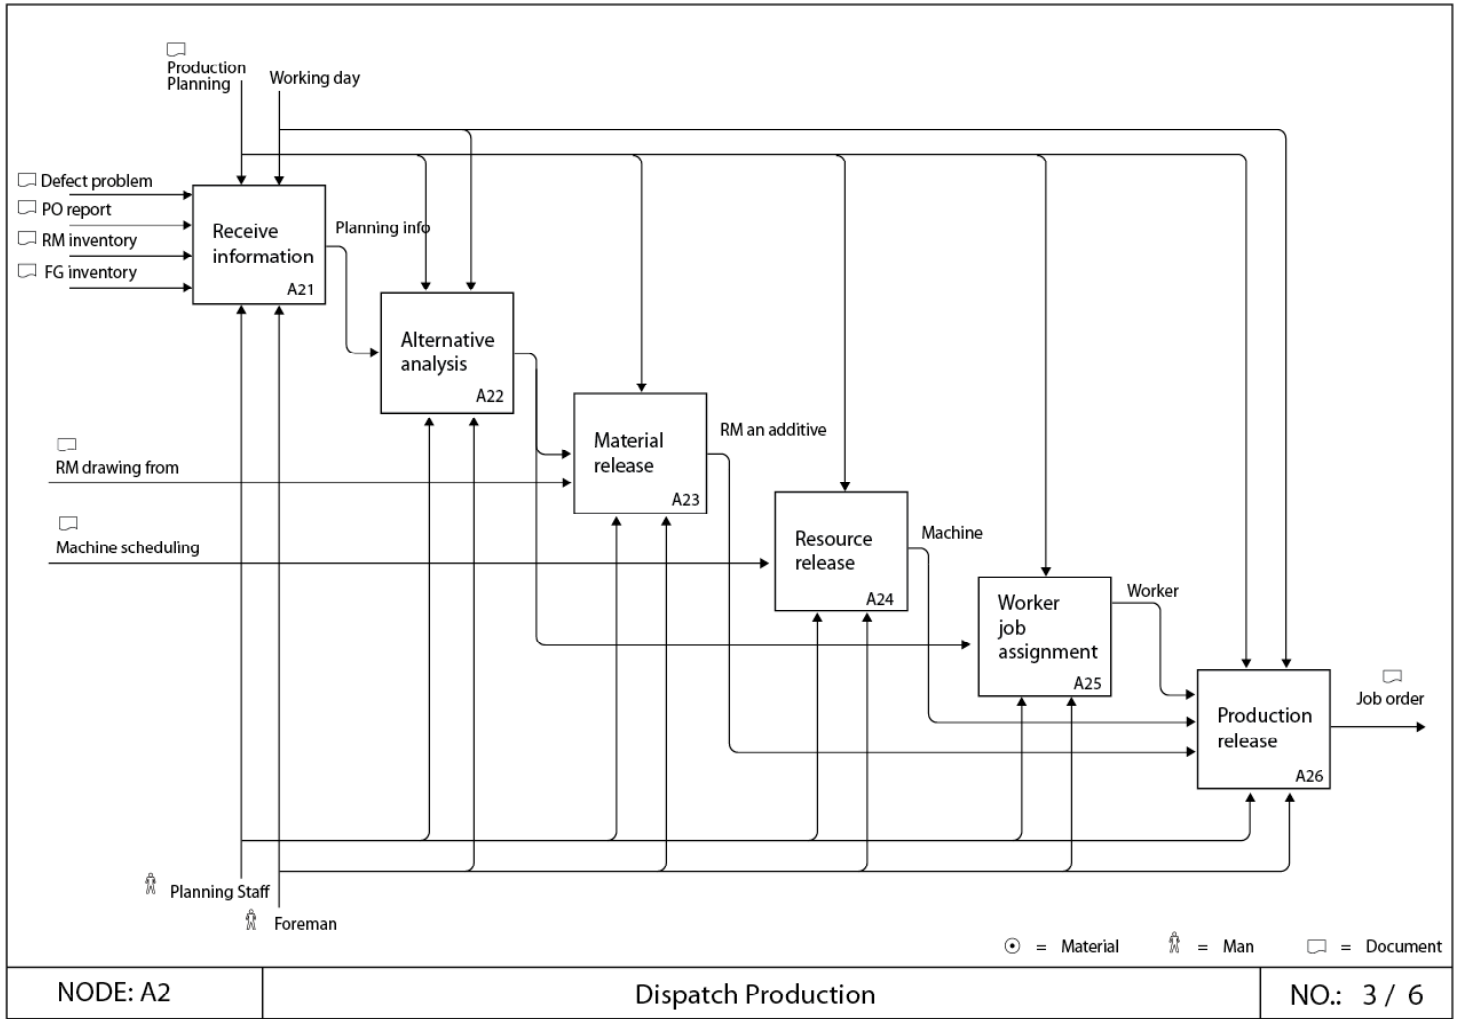 Production
Planning
Working day
Defect problem
PO report
RM inventory
FG inventory
Receive
information
A21
Planning info
Alternative
analysis
A22
RM drawing from
Material
release
A23
RM an additive
Machine scheduling
Resource
release
A24
Machine
Worker
job
assignment
A25
Worker
Production
release
A26
Job order
Planning Staff
Foreman
= Material
= Man
= Document
NODE: A2
Dispatch Production
NO.: 3 / 6